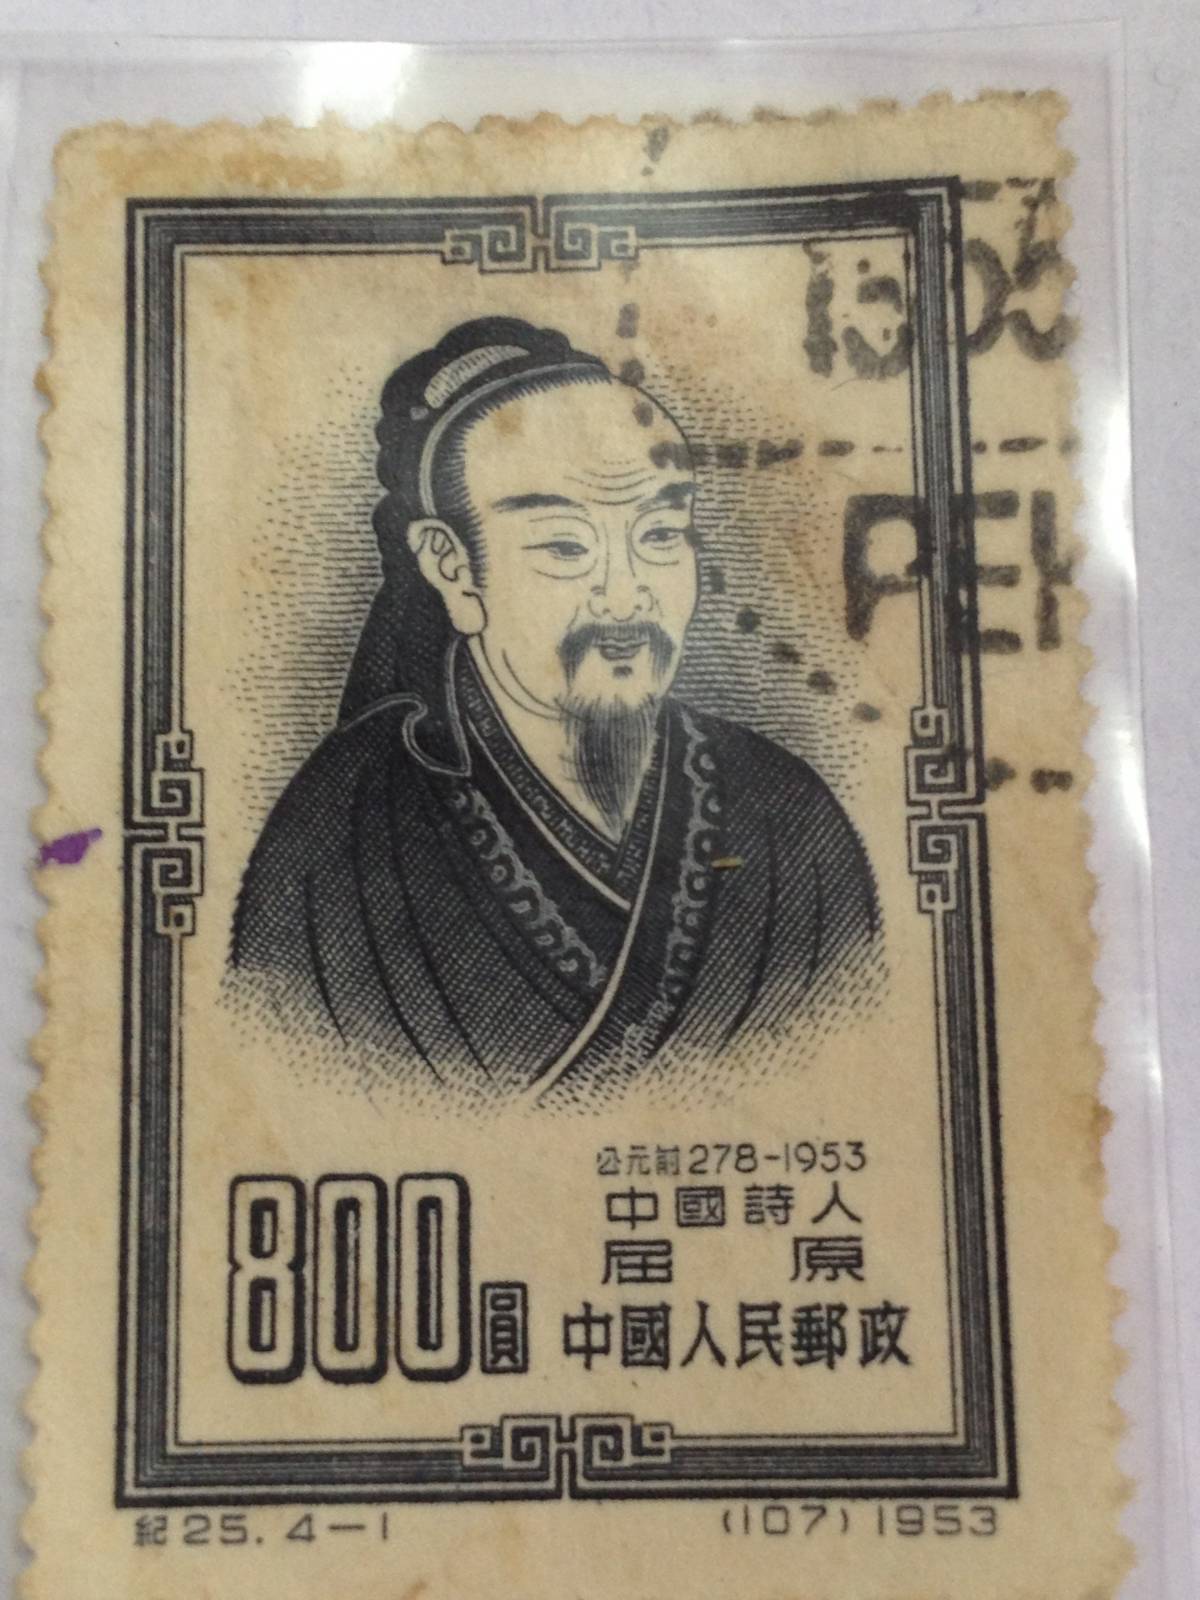 公元前278-1953
中國詩人
屈 原
800圓 中國人民郵政
紀25.4-1 (107) 1953